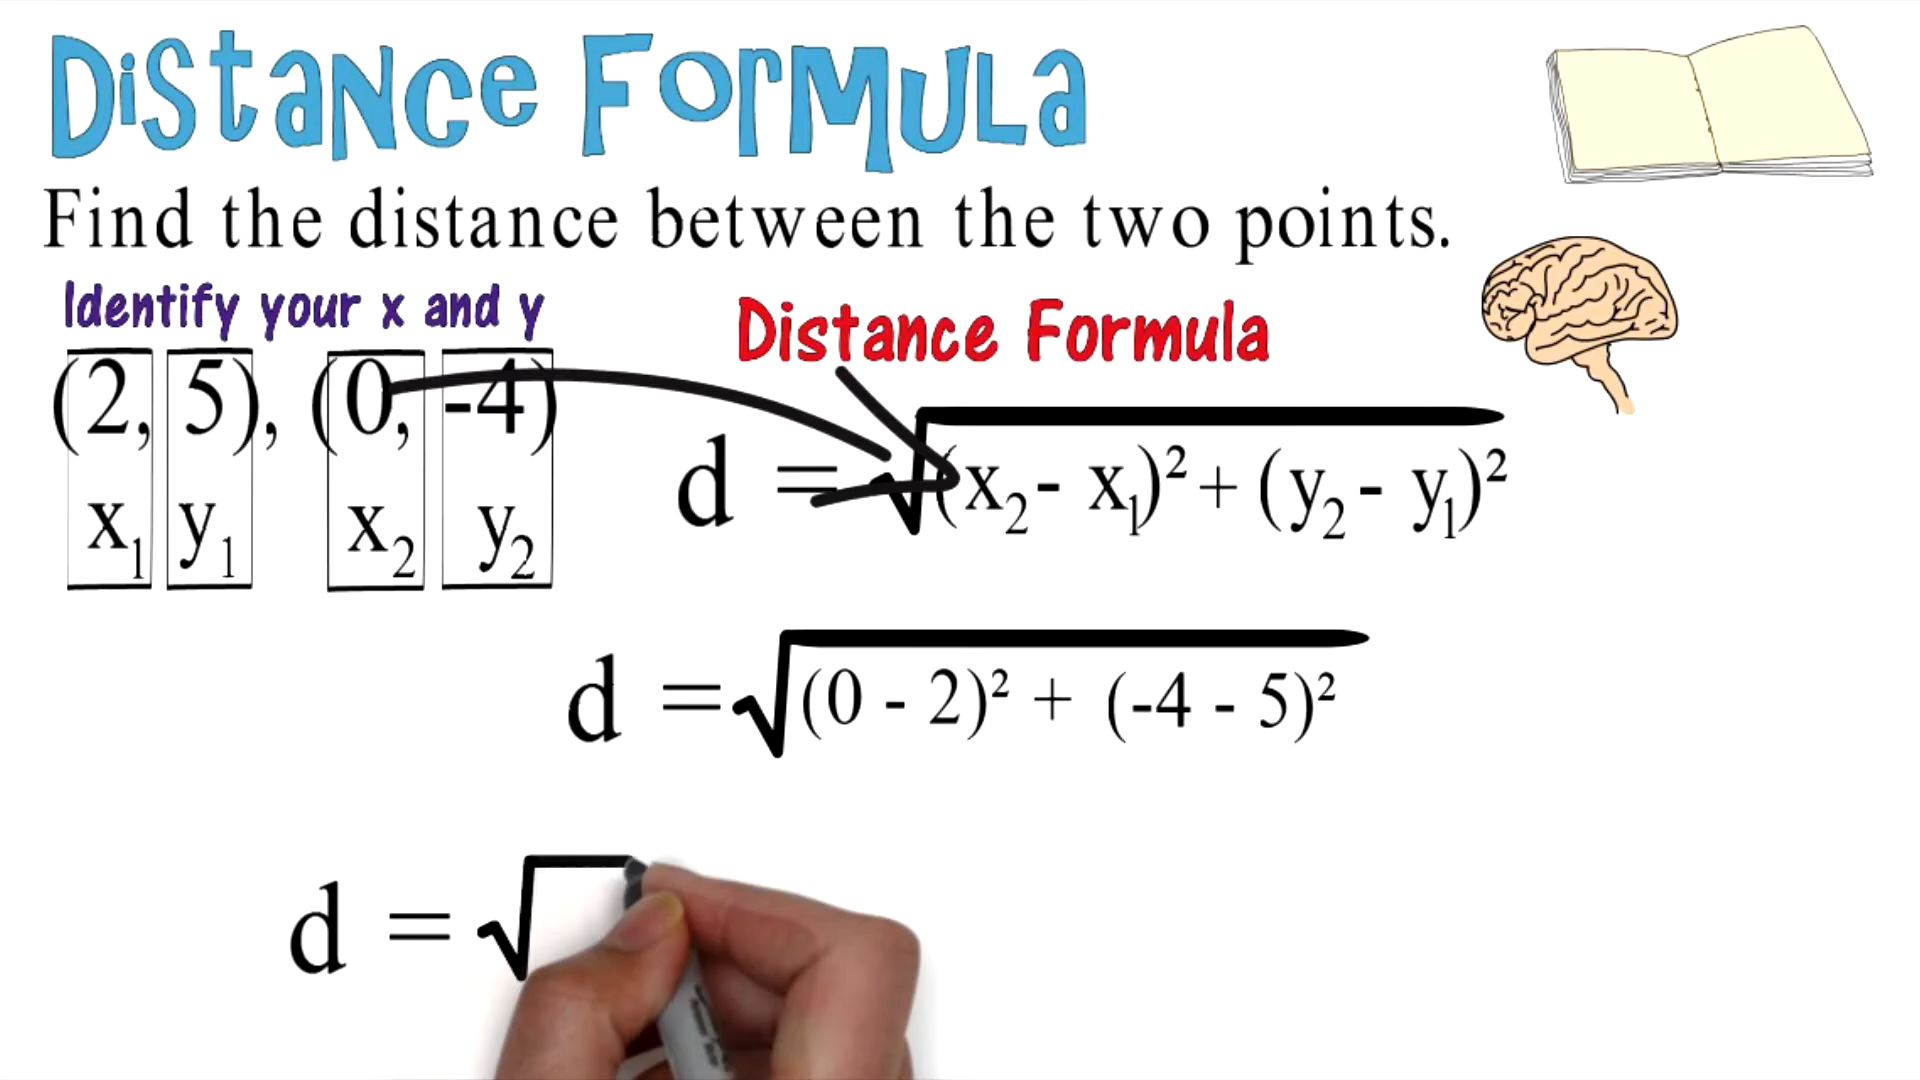 Distance Formula
Find the distance between the two points.
Identify your x and y
Distance Formula
(2, 5), (0, -4)
x₁ y₁ x₂ y₂
d = √(x₂ - x₁)² + (y₂ - y₁)²
d = √(0 - 2)² + (-4 - 5)²
d = √